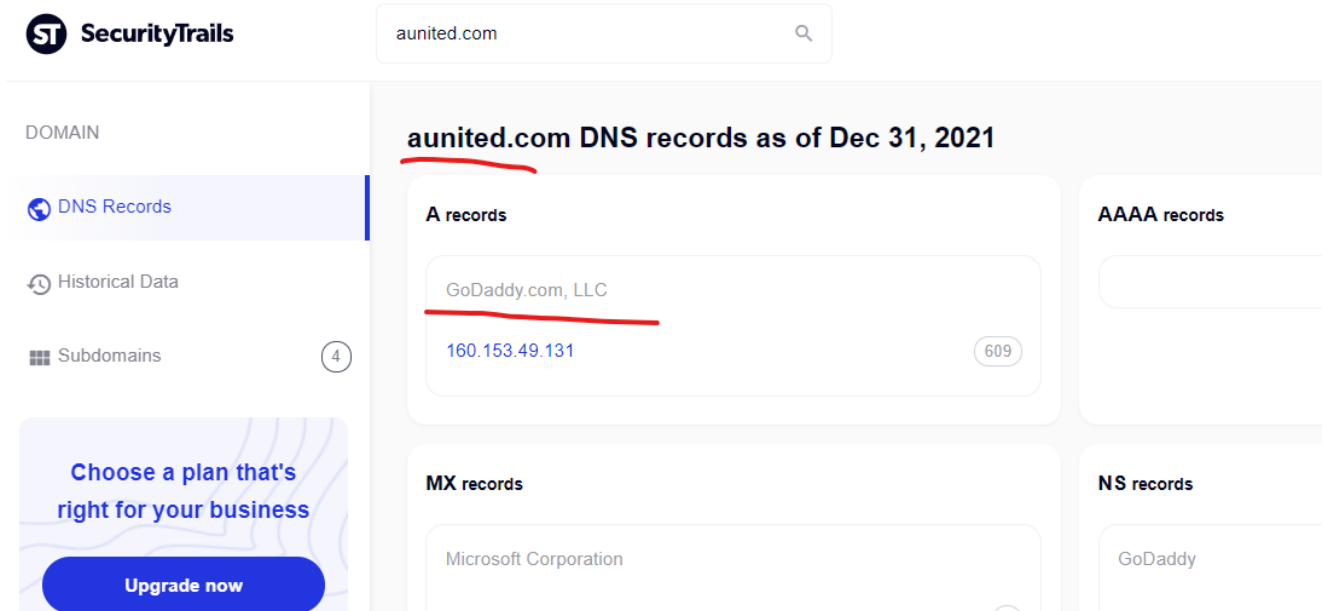 ST SecurityTrails
aunited.com
DOMAIN
DNS Records
Historical Data
Subdomains 4
Choose a plan that's
right for your business
Upgrade now
aunited.com DNS records as of Dec 31, 2021
A records
GoDaddy.com, LLC
160.153.49.131 609
AAAA records
MX records
Microsoft Corporation
NS records
GoDaddy